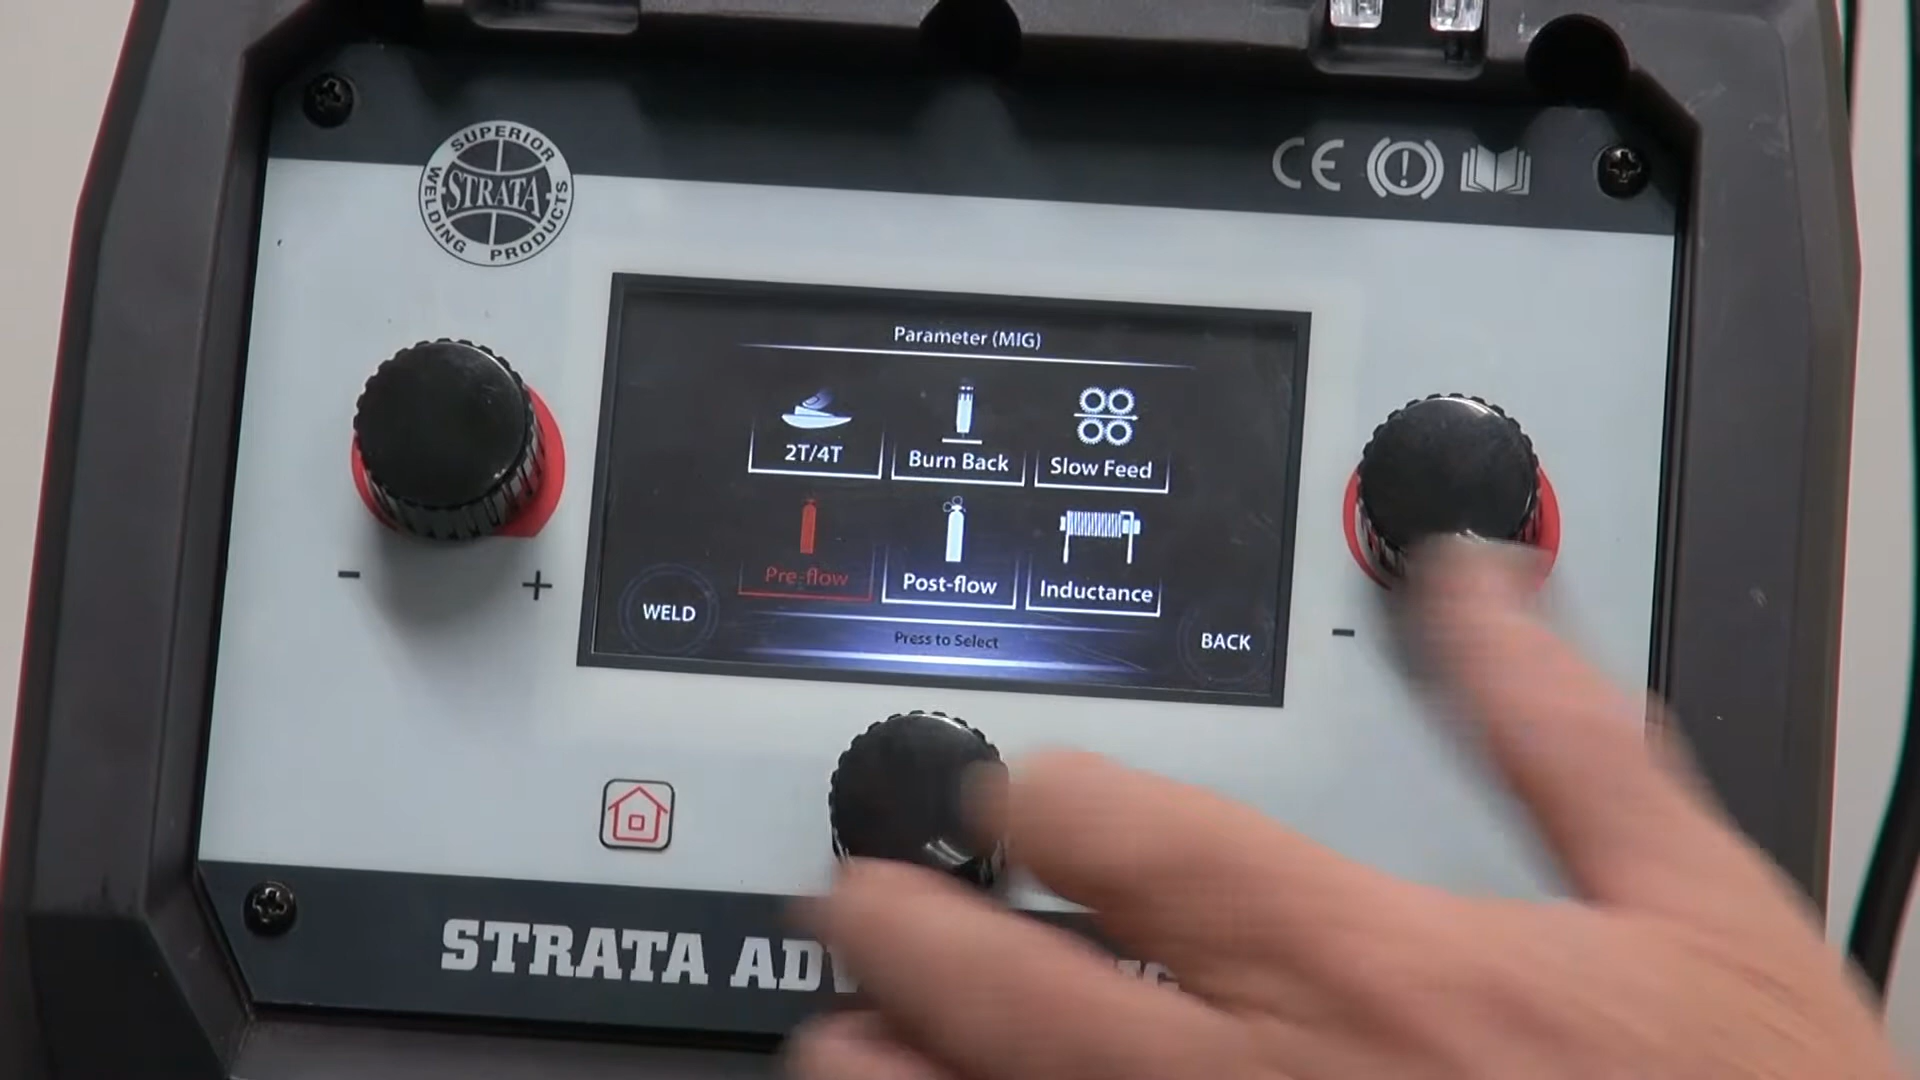 SUPERIOR
STRATA
WELDING PRODUCTS
CE
Parameter (MIG)
2T/4T
Burn Back
Slow Feed
Pre-flow
Post-flow
Inductance
WELD
Press to Select
BACK
- +
-
STRATA